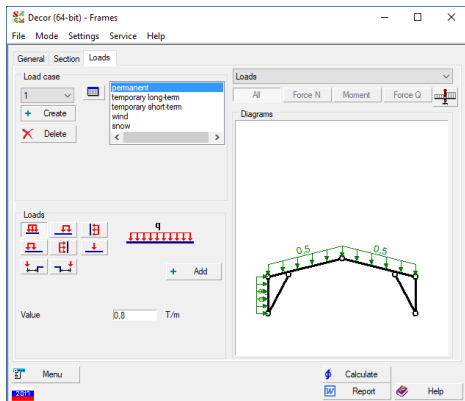 Decor (64-bit) - Frames
File Mode Settings Service Help
General Section Loads
Load case
1
Create
Delete
permanent
temporary long-term
temporary short-term
wind
snow
Loads
All Force N Moment Force Q
Diagrams
0,5 0,5
Loads
q
Add
Value 0,8 T/m
Menu
Calculate
Report
Help